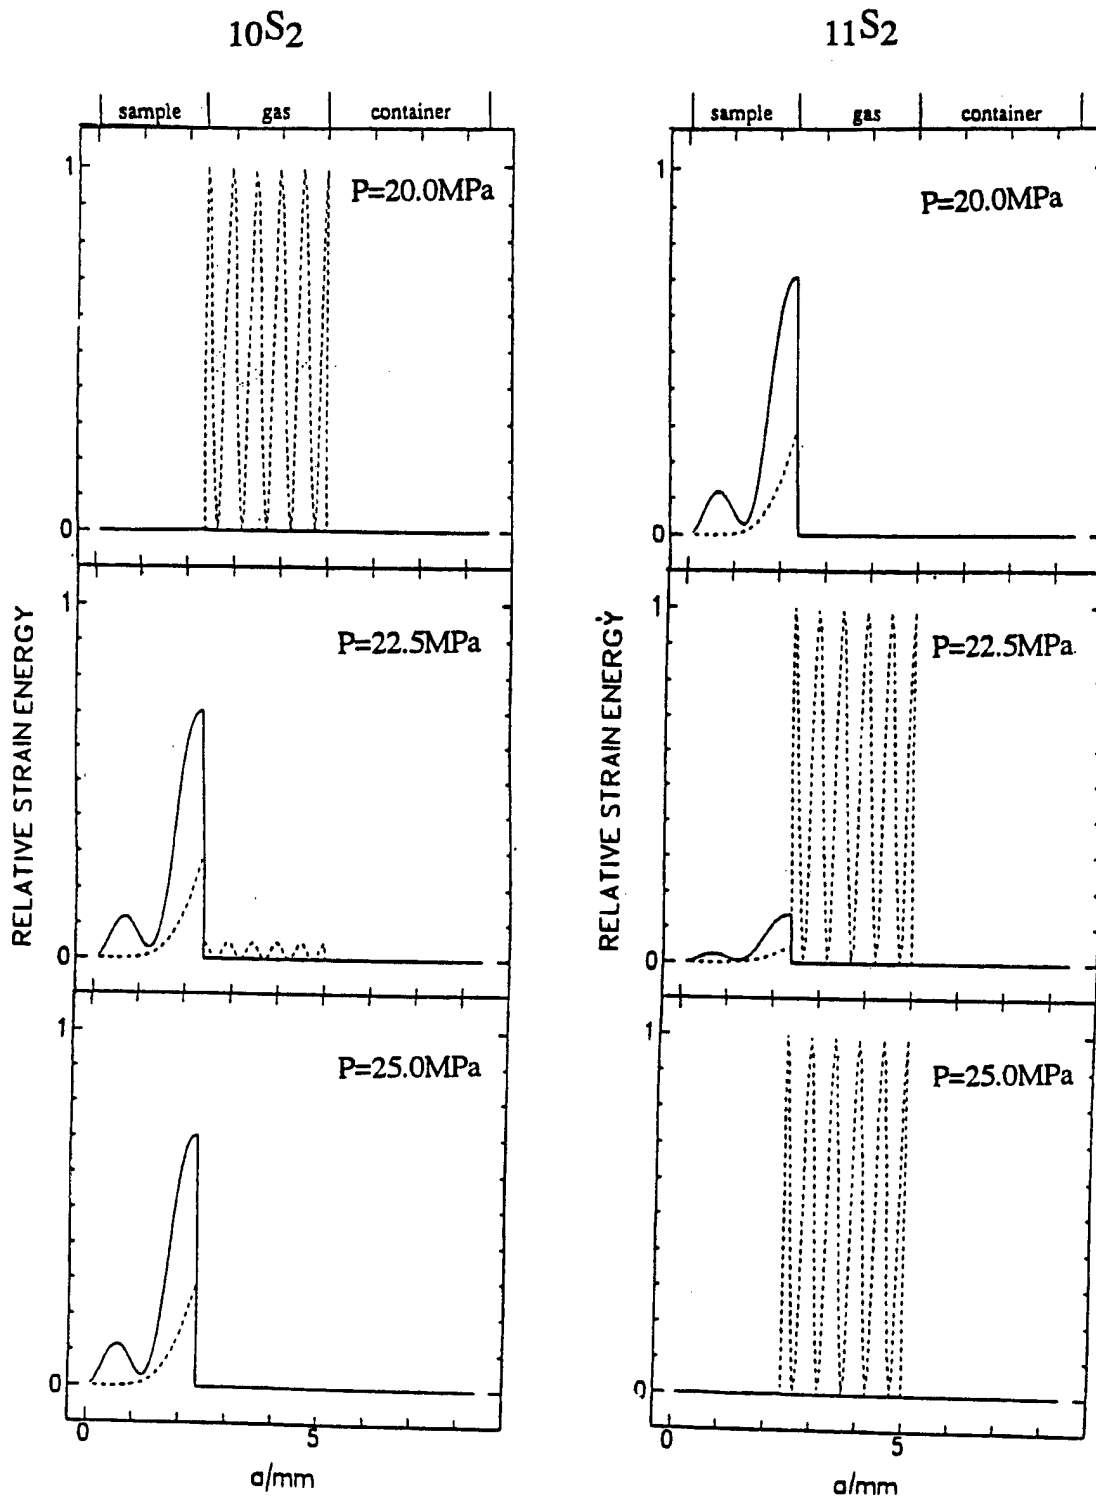 10S2
11S2
sample gas container
sample gas container
1
P=20.0MPa
0
1
P=20.0MPa
0
RELATIVE STRAIN ENERGY
1
P=22.5MPa
0
RELATIVE STRAIN ENERGY
1
P=22.5MPa
0
1
P=25.0MPa
0
0 5
a/mm
1
P=25.0MPa
0
0 5
a/mm